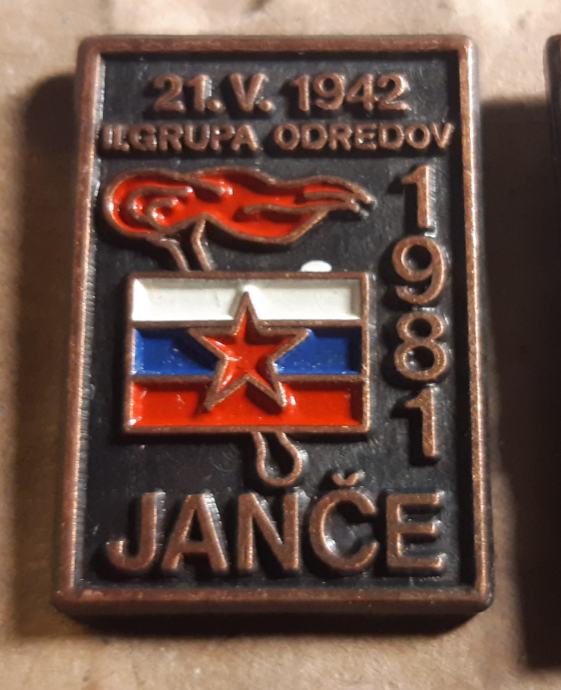 21. V. 1942
II. GRUPA ODREDOV
1981
JANČE